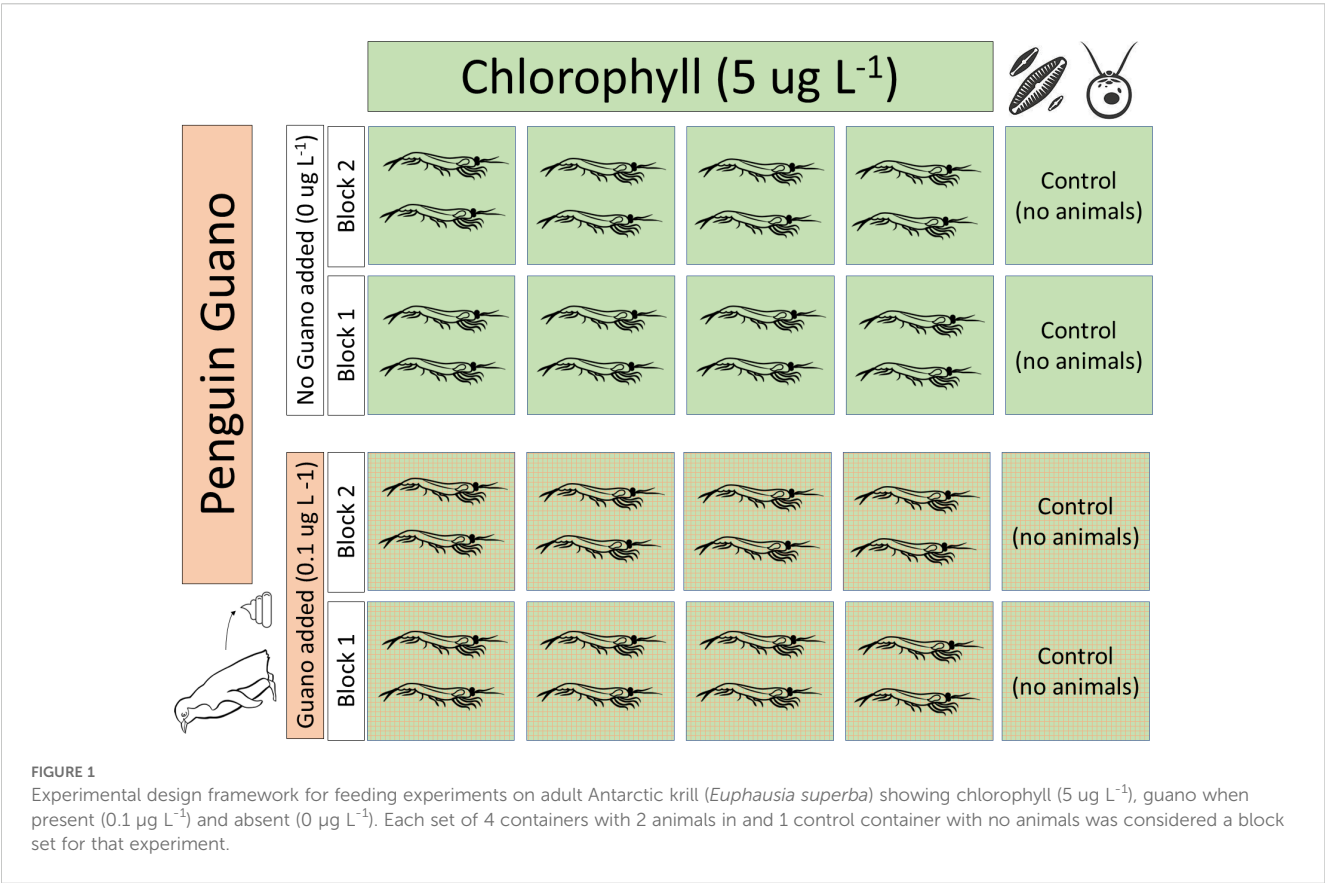 Chlorophyll (5 ug L-1)
Penguin Guano
No Guano added (0 ug L-1)
Block 2
Control
(no animals)
Block 1
Control
(no animals)
Guano added (0.1 ug L-1)
Block 2
Control
(no animals)
Block 1
Control
(no animals)
FIGURE 1
Experimental design framework for feeding experiments on adult Antarctic krill (Euphausia superba) showing chlorophyll (5 ug L-1), guano when
present (0.1 µg L-1) and absent (0 µg L-1). Each set of 4 containers with 2 animals in and 1 control container with no animals was considered a block
set for that experiment.